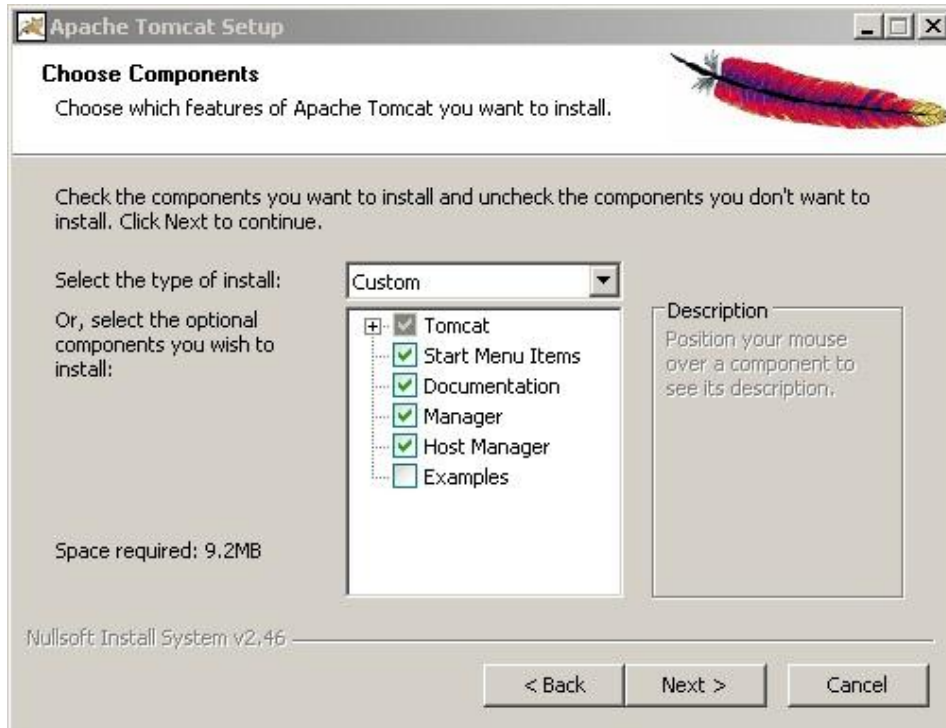 Apache Tomcat Setup
Choose Components
Choose which features of Apache Tomcat you want to install.
Check the components you want to install and uncheck the components you don't want to
install. Click Next to continue.
Select the type of install:
Custom
Or, select the optional
components you wish to
install:
Tomcat
Start Menu Items
Documentation
Manager
Host Manager
Examples
Description
Position your mouse
over a component to
see its description.
Space required: 9.2MB
Nullsoft Install System v2.46
< Back
Next >
Cancel